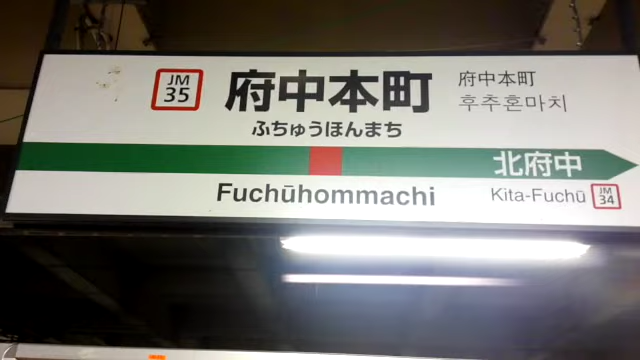 JM
35
府中本町
府中本町
후추혼마치
ふちゅうほんまち
北府中
Fuchūhommachi
Kita-Fuchū
JM
34